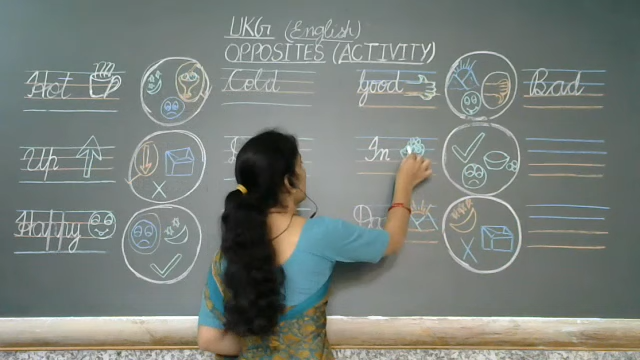 UKG (English)
OPPOSITES (ACTIVITY)
Hot
Cold
Good
Bad
Up
In
Happy